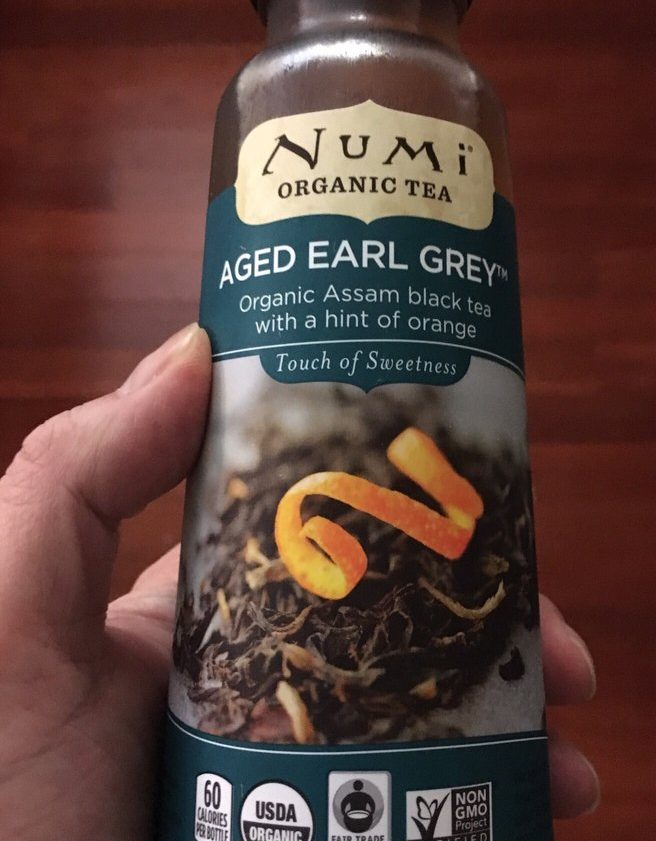 NUMi®
ORGANIC TEA
AGED EARL GREY™
Organic Assam black tea
with a hint of orange
Touch of Sweetness
60
CALORIES
PER BOTTLE
USDA
ORGANIC
FAIR TRADE
NON
GMO
Project
VERIFIED